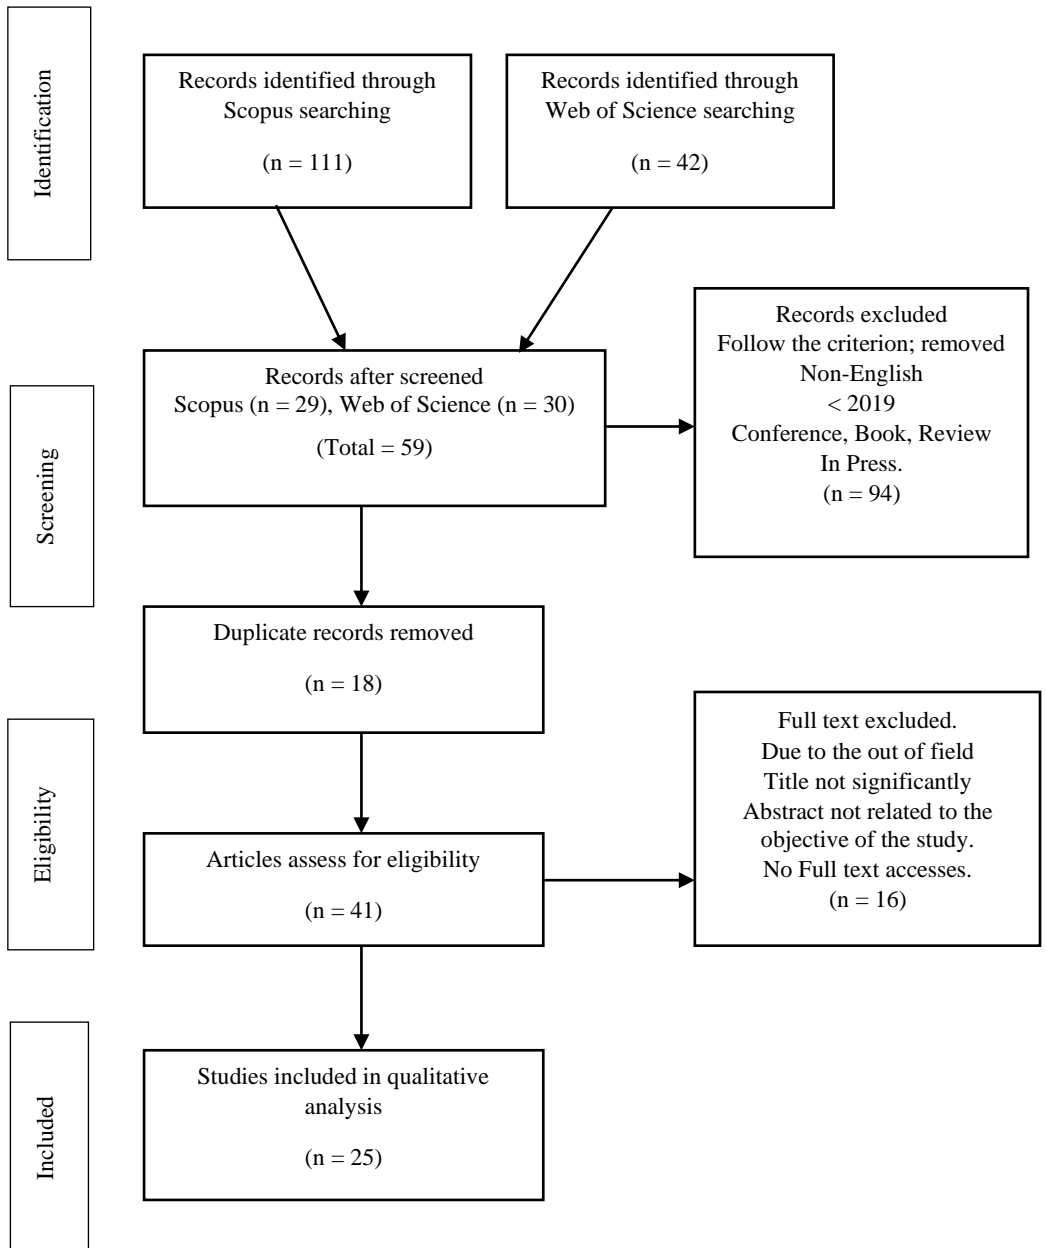 Identification
Records identified through
Scopus searching
(n = 111)
Records identified through
Web of Science searching
(n = 42)
Screening
Records after screened
Scopus (n = 29), Web of Science (n = 30)
(Total = 59)
Records excluded
Follow the criterion; removed
Non-English
< 2019
Conference, Book, Review
In Press.
(n = 94)
Duplicate records removed
(n = 18)
Eligibility
Articles assess for eligibility
(n = 41)
Full text excluded.
Due to the out of field
Title not significantly
Abstract not related to the
objective of the study.
No Full text accesses.
(n = 16)
Included
Studies included in qualitative
analysis
(n = 25)